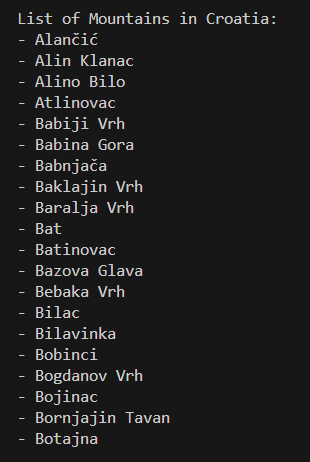 List of Mountains in Croatia:
- Alančić
- Alin Klanac
- Alino Bilo
- Atlinovac
- Babiji Vrh
- Babina Gora
- Babnjača
- Baklajin Vrh
- Baralja Vrh
- Bat
- Batinovac
- Bazova Glava
- Bebaka Vrh
- Bilac
- Bilavinka
- Bobinci
- Bogdanov Vrh
- Bojinac
- Bornjajin Tavan
- Botajna